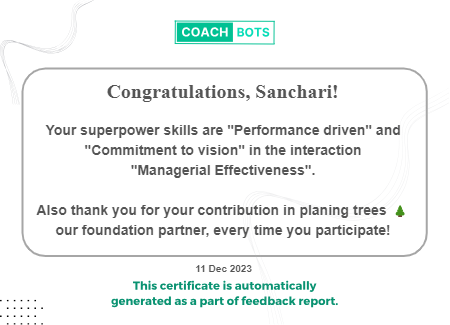 COACH BOTS
Congratulations, Sanchari!
Your superpower skills are "Performance driven" and
"Commitment to vision" in the interaction
"Managerial Effectiveness".
Also thank you for your contribution in planing trees 🌲
our foundation partner, every time you participate!
11 Dec 2023
This certificate is automatically
generated as a part of feedback report.